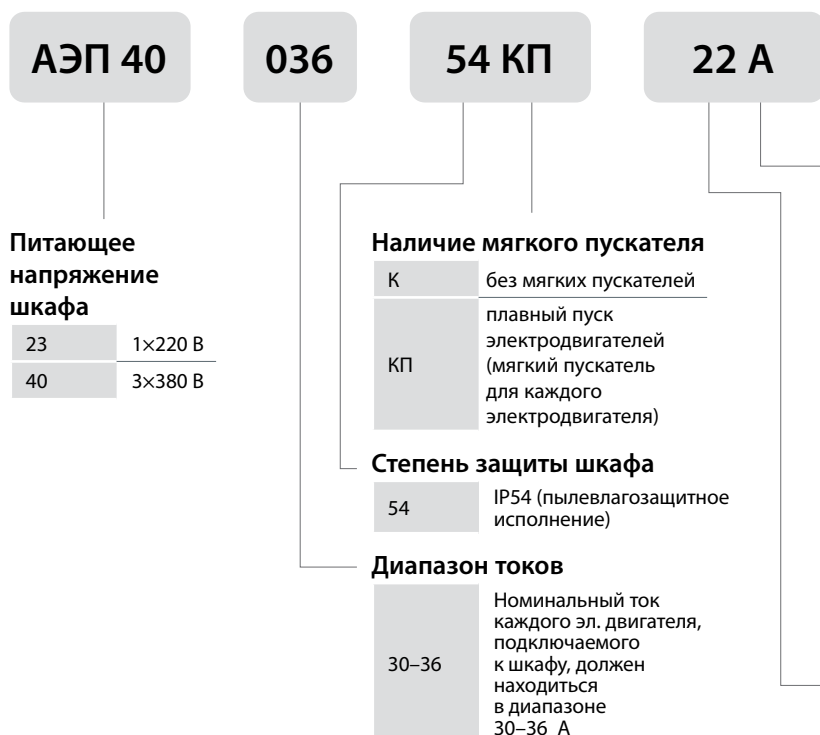 АЭП 40
036
54 КП
22 А
Питающее
напряжение
шкафа
23 1×220 В
40 3×380 В
Наличие мягкого пускателя
К без мягких пускателей
КП плавный пуск
электродвигателей
(мягкий пускатель
для каждого
электродвигателя)
Степень защиты шкафа
54 IP54 (пылевлагозащитное
исполнение)
Диапазон токов
30–36 Номинальный ток
каждого эл. двигателя,
подключаемого
к шкафу, должен
находиться
в диапазоне
30–36 А